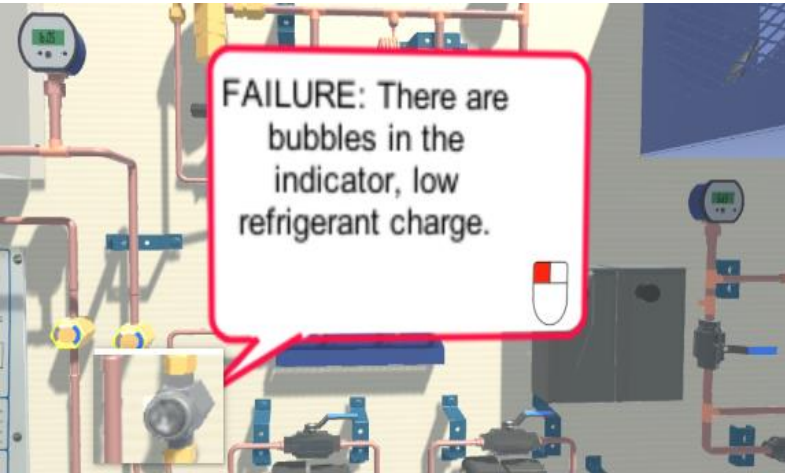 FAILURE: There are
bubbles in the
indicator, low
refrigerant charge.